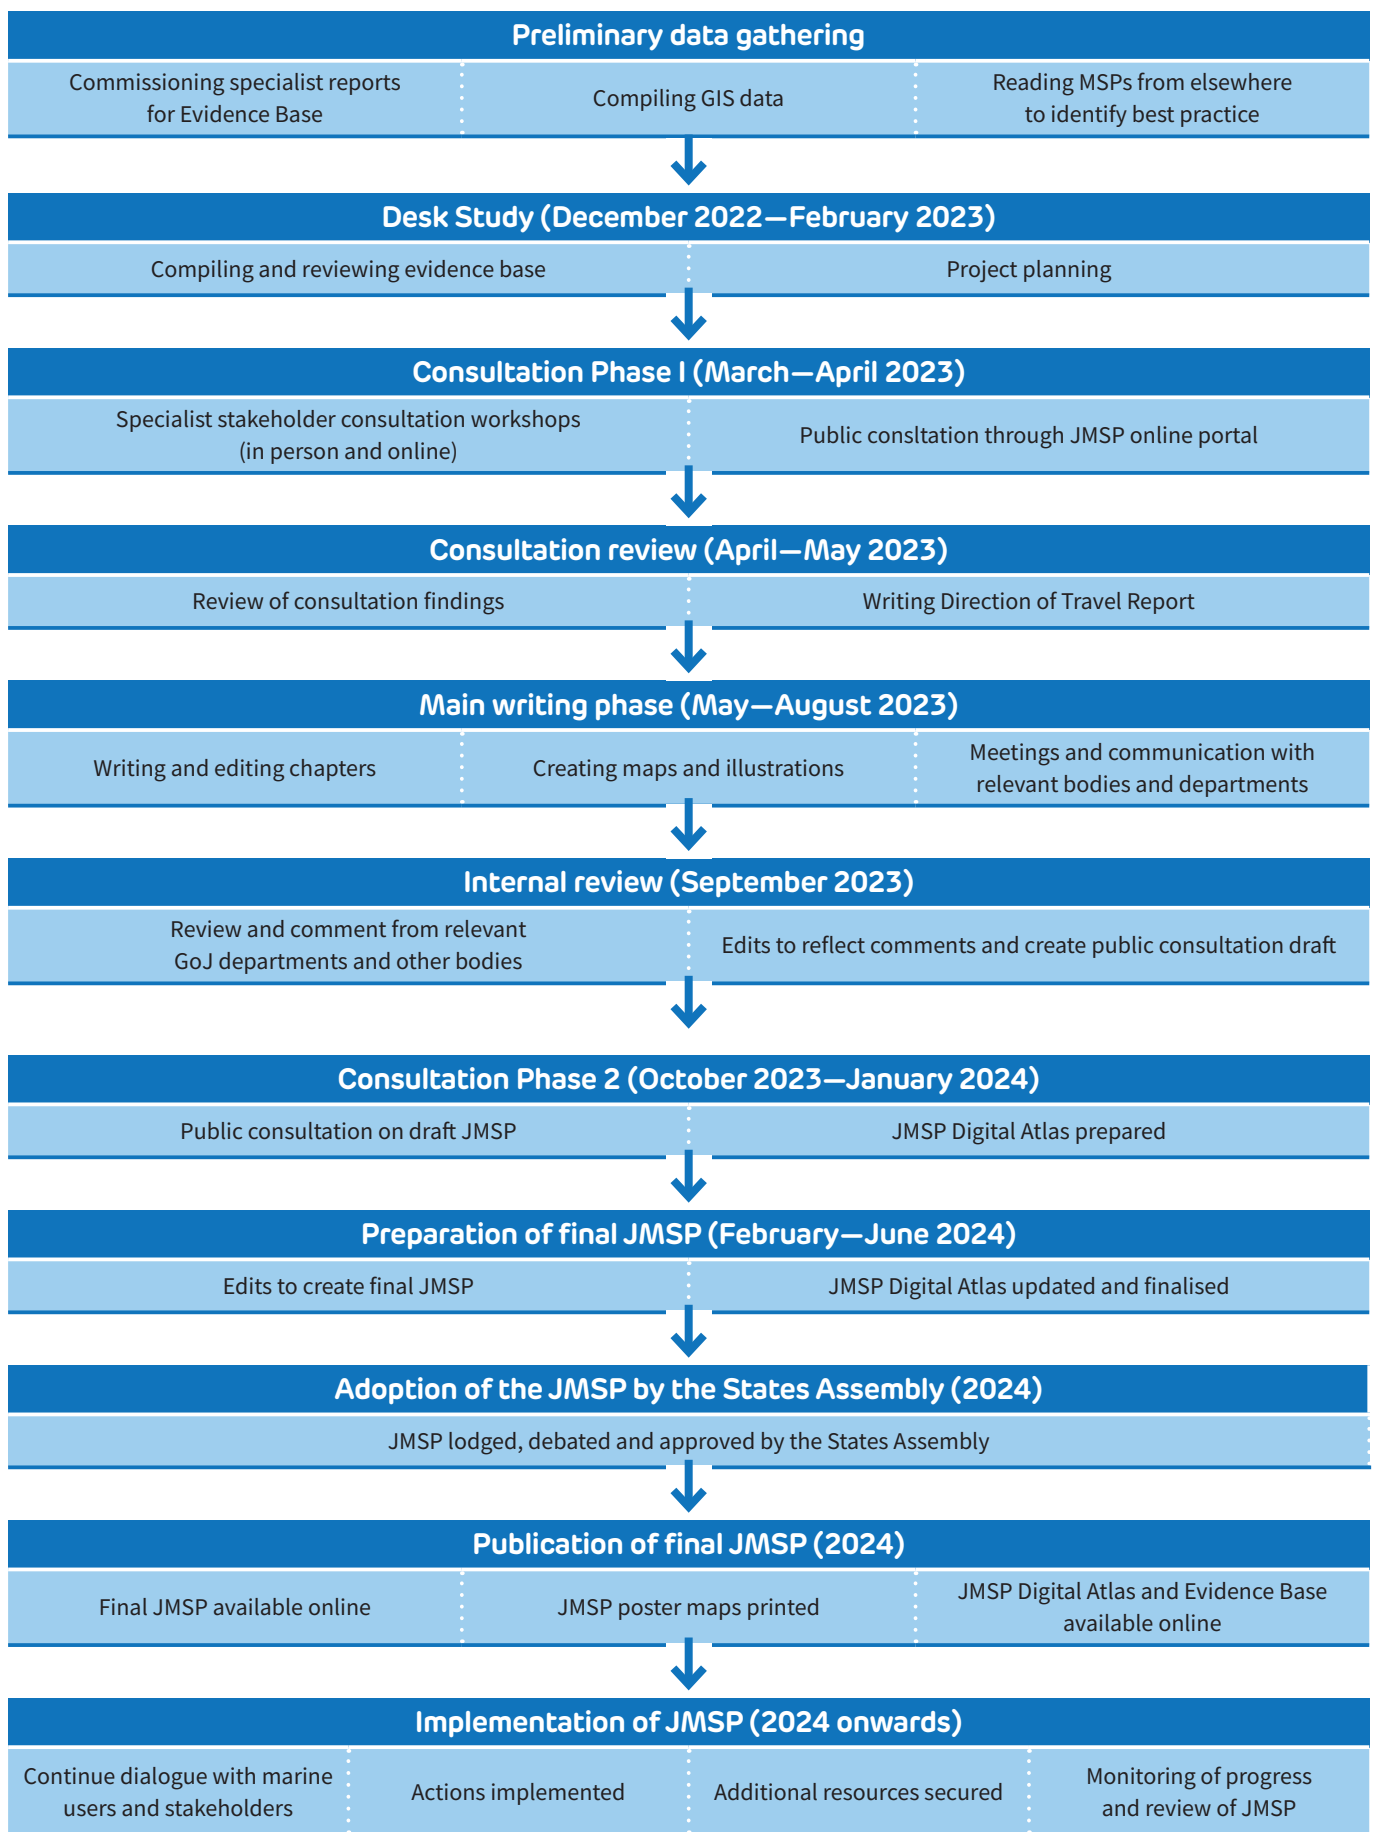 Preliminary data gathering
Commissioning specialist reports
for Evidence Base
Compiling GIS data
Reading MSPs from elsewhere
to identify best practice
Desk Study (December 2022—February 2023)
Compiling and reviewing evidence base
Project planning
Consultation Phase I (March—April 2023)
Specialist stakeholder consultation workshops
(in person and online)
Public consltation through JMSP online portal
Consultation review (April—May 2023)
Review of consultation findings
Writing Direction of Travel Report
Main writing phase (May—August 2023)
Writing and editing chapters
Creating maps and illustrations
Meetings and communication with
relevant bodies and departments
Internal review (September 2023)
Review and comment from relevant
GoJ departments and other bodies
Edits to reflect comments and create public consultation draft
Consultation Phase 2 (October 2023—January 2024)
Public consultation on draft JMSP
JMSP Digital Atlas prepared
Preparation of final JMSP (February—June 2024)
Edits to create final JMSP
JMSP Digital Atlas updated and finalised
Adoption of the JMSP by the States Assembly (2024)
JMSP lodged, debated and approved by the States Assembly
Publication of final JMSP (2024)
Final JMSP available online
JMSP poster maps printed
JMSP Digital Atlas and Evidence Base
available online
Implementation of JMSP (2024 onwards)
Continue dialogue with marine
users and stakeholders
Actions implemented
Additional resources secured
Monitoring of progress
and review of JMSP